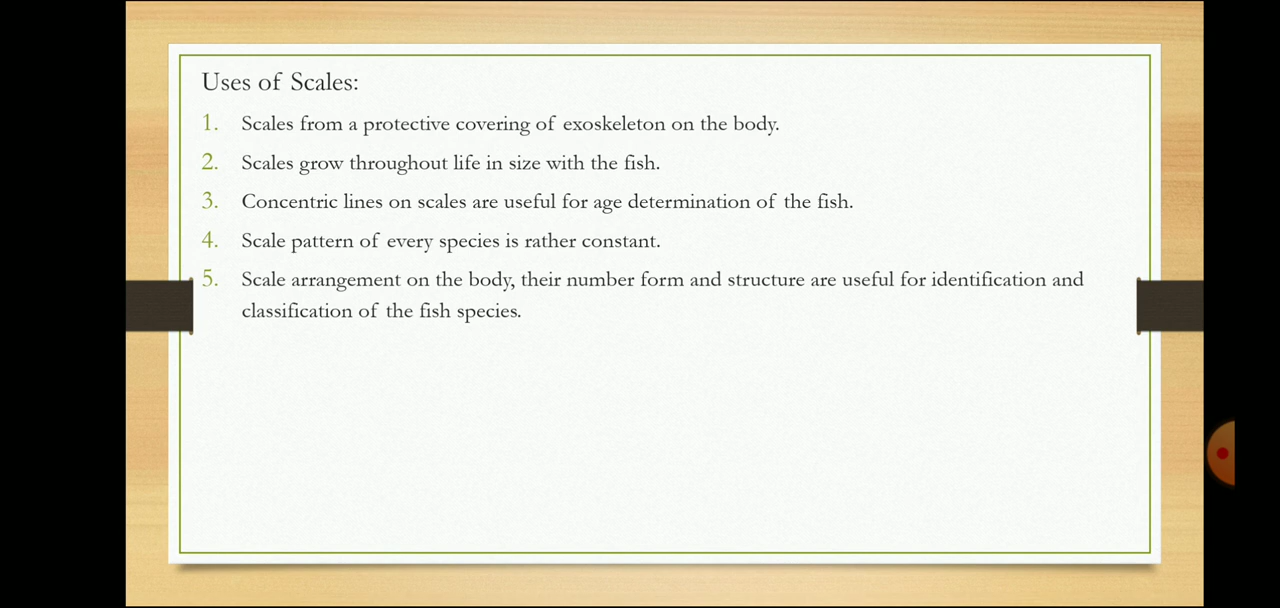 Uses of Scales:
1. Scales from a protective covering of exoskeleton on the body.
2. Scales grow throughout life in size with the fish.
3. Concentric lines on scales are useful for age determination of the fish.
4. Scale pattern of every species is rather constant.
5. Scale arrangement on the body, their number form and structure are useful for identification and
classification of the fish species.